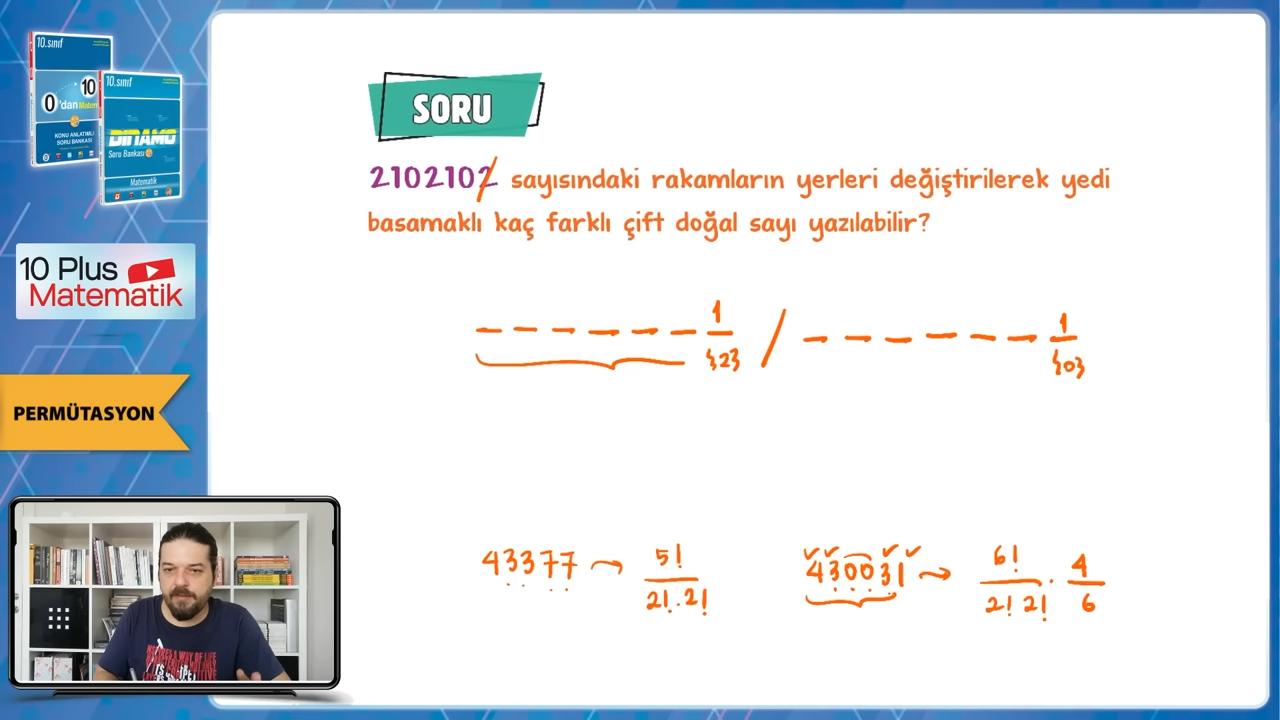 10.sınıf
10.sınıf
0'dan 10
KONU ANLATIMLI
SORU BANKASI
DİNAMO
Soru Bankası
Matematik
SORU
2102102 sayısındaki rakamların yerleri değiştirilerek yedi
basamaklı kaç farklı çift doğal sayı yazılabilir?
10 Plus
Matematik
PERMÜTASYON
1 / 1
{2} {0}
43377 → 5! / 2!.2!
430031 → 6! / 2! 2! . 4 / 6